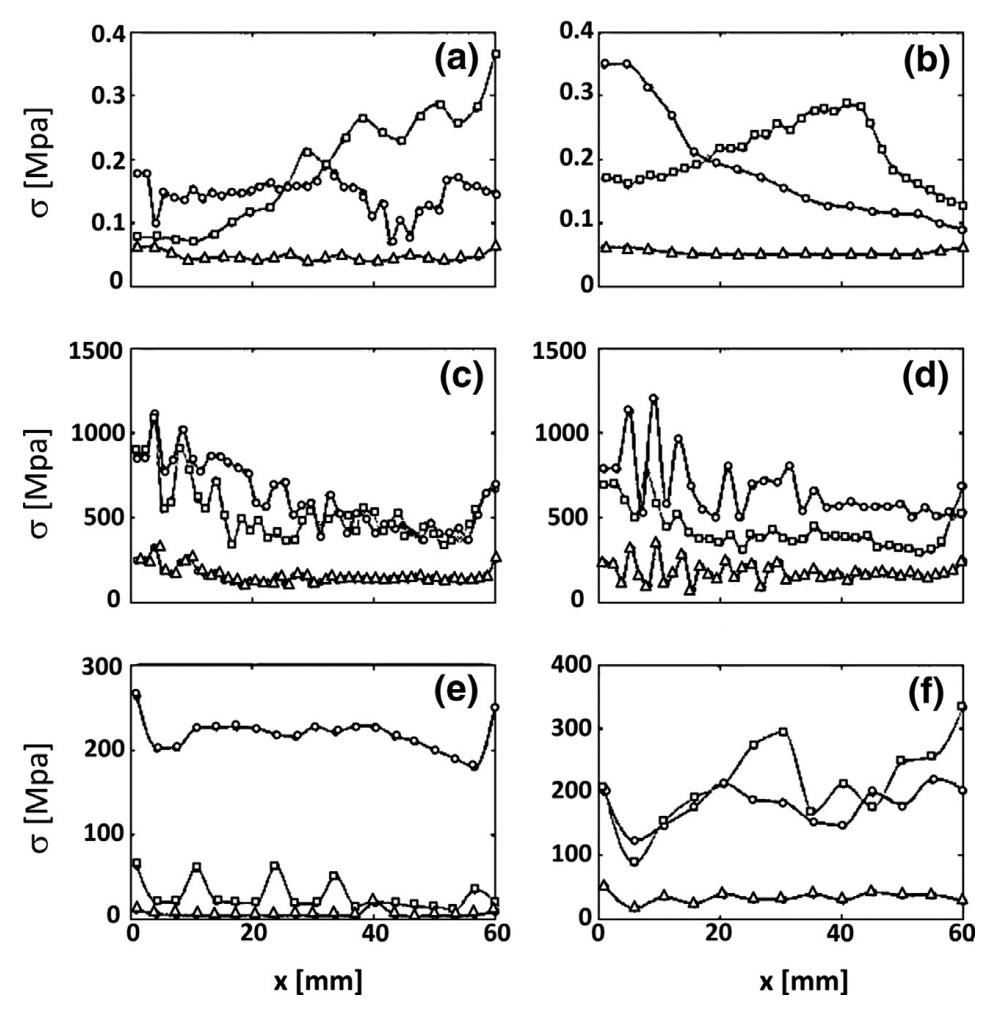 0.4 (a) 0.4 (b)
0.3 0.3
σ [Mpa] 0.2 0.2
0.1 0.1
0 0
1500 (c) 1500 (d)
σ [Mpa] 1000 σ [Mpa] 1000
500 500
0 0
300 (e) 400 (f)
200 300
σ [Mpa] 200
100 100
0 0
0 20 40 60 0 20 40 60
x [mm] x [mm]